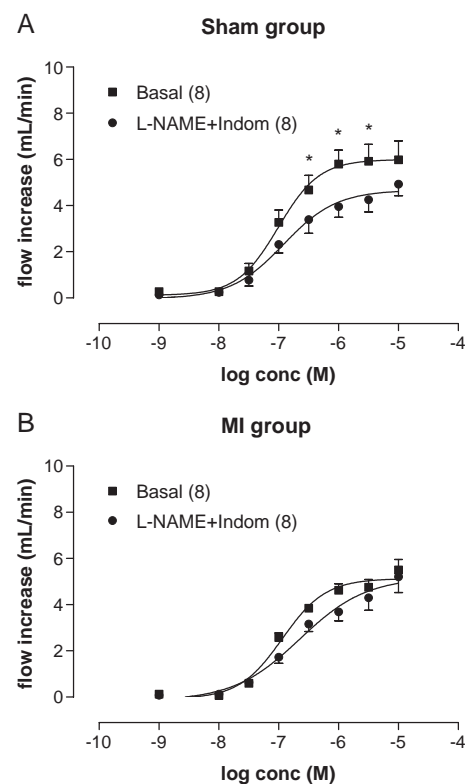 A
Sham group
flow increase (mL/min)
10
8
6
4
2
0
Basal (8)
L-NAME+Indom (8)
* * *
-10 -9 -8 -7 -6 -5 -4
log conc (M)
B
MI group
flow increase (mL/min)
10
8
6
4
2
0
Basal (8)
L-NAME+Indom (8)
-10 -9 -8 -7 -6 -5 -4
log conc (M)